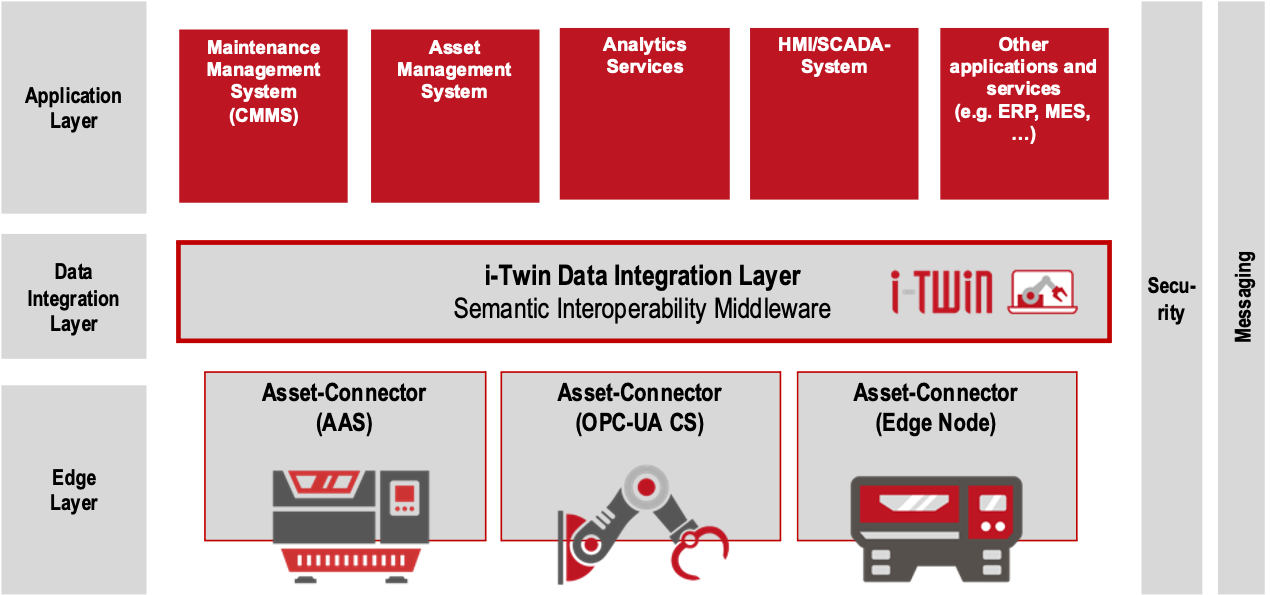 Application
Layer
Maintenance
Management
System
(CMMS)
Asset
Management
System
Analytics
Services
HMI/SCADA-
System
Other
applications and
services
(e.g. ERP, MES,
…)
Data
Integration
Layer
i-Twin Data Integration Layer
Semantic Interoperability Middleware
i-TWIN
Edge
Layer
Asset-Connector
(AAS)
Asset-Connector
(OPC-UA CS)
Asset-Connector
(Edge Node)
Secu-
rity
Messaging